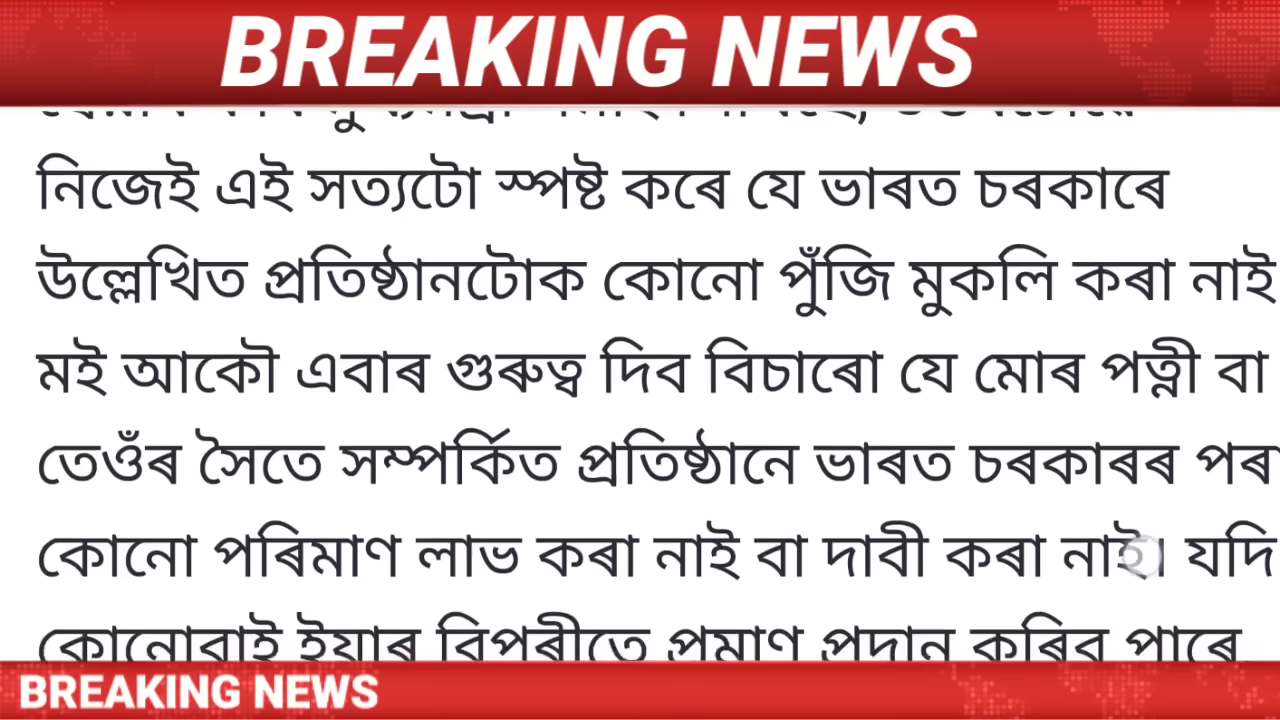 BREAKING NEWS
নিজেই এই সত্যটো স্পষ্ট কৰে যে ভাৰত চৰকাৰে
উল্লেখিত প্ৰতিষ্ঠানটোক কোনো পুঁজি মুকলি কৰা নাই
মই আকৌ এবাৰ গুৰুত্ব দিব বিচাৰো যে মোৰ পত্নী বা
তেওঁৰ সৈতে সম্পৰ্কিত প্ৰতিষ্ঠানে ভাৰত চৰকাৰৰ পৰা
কোনো পৰিমাণ লাভ কৰা নাই বা দাবী কৰা নাই। যদি
কোনোবাই ইয়াৰ বিপৰীতে প্ৰমাণ প্ৰদান কৰিব পাৰে
BREAKING NEWS